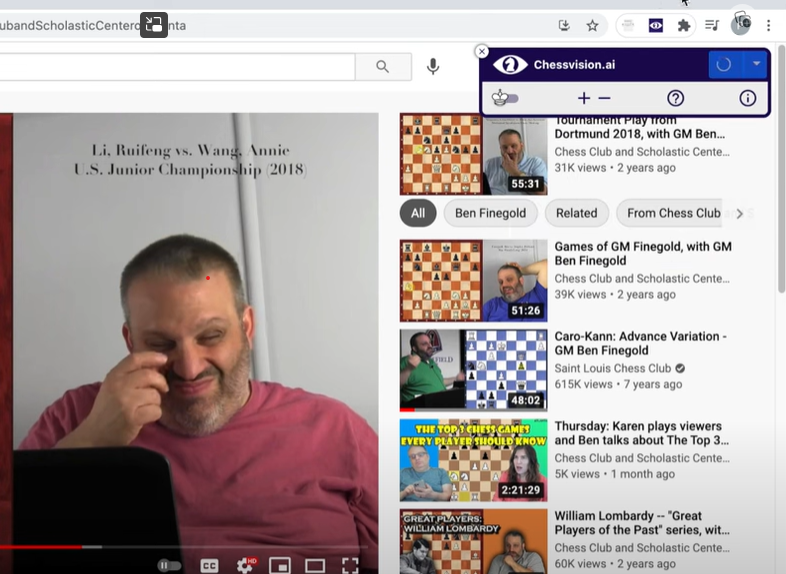 ubandScholasticCentero
nta
Chessvision.ai
Li, Ruifeng vs. Wang, Annie
U.S. Junior Championship (2018)
55:31
Tournament Play from
Dortmund 2018, with GM Ben...
Chess Club and Scholastic Cente...
31K views • 2 years ago
All
Ben Finegold
Related
From Chess Club
51:26
Games of GM Finegold, with GM
Ben Finegold
Chess Club and Scholastic Cente...
39K views • 2 years ago
48:02
Caro-Kann: Advance Variation -
GM Ben Finegold
Saint Louis Chess Club
615K views • 7 years ago
THE TOP 3 CHESS GAMES
EVERY PLAYER SHOULD KNOW
2:21:29
Thursday: Karen plays viewers
and Ben talks about The Top 3...
Chess Club and Scholastic Cente...
5K views • 1 month ago
GREAT PLAYERS:
WILLIAM LOMBARDY
William Lombardy -- "Great
Players of the Past" series, wit...
Chess Club and Scholastic Cente...
60K views • 2 years ago
CC
HD